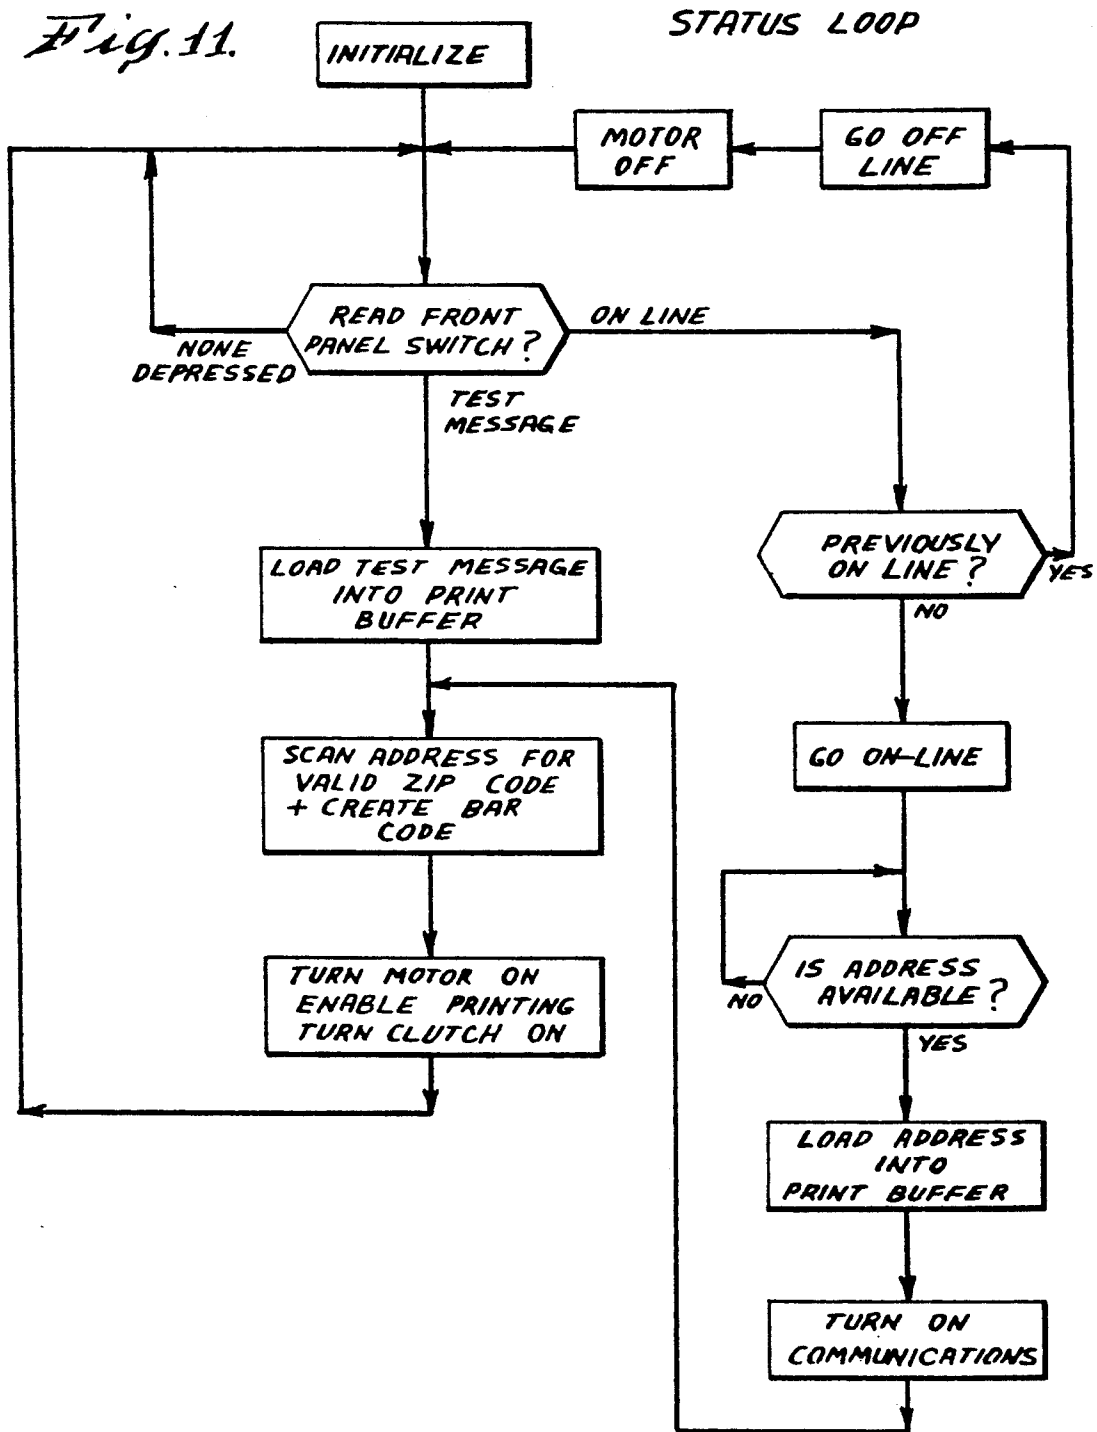 Fig. 11.
STATUS LOOP
INITIALIZE
MOTOR
OFF
GO OFF
LINE
READ FRONT
PANEL SWITCH?
ON LINE
NONE
DEPRESSED
TEST
MESSAGE
PREVIOUSLY
ON LINE?
YES
NO
LOAD TEST MESSAGE
INTO PRINT
BUFFER
SCAN ADDRESS FOR
VALID ZIP CODE
+ CREATE BAR
CODE
GO ON-LINE
TURN MOTOR ON
ENABLE PRINTING
TURN CLUTCH ON
IS ADDRESS
AVAILABLE?
NO
YES
LOAD ADDRESS
INTO
PRINT BUFFER
TURN ON
COMMUNICATIONS